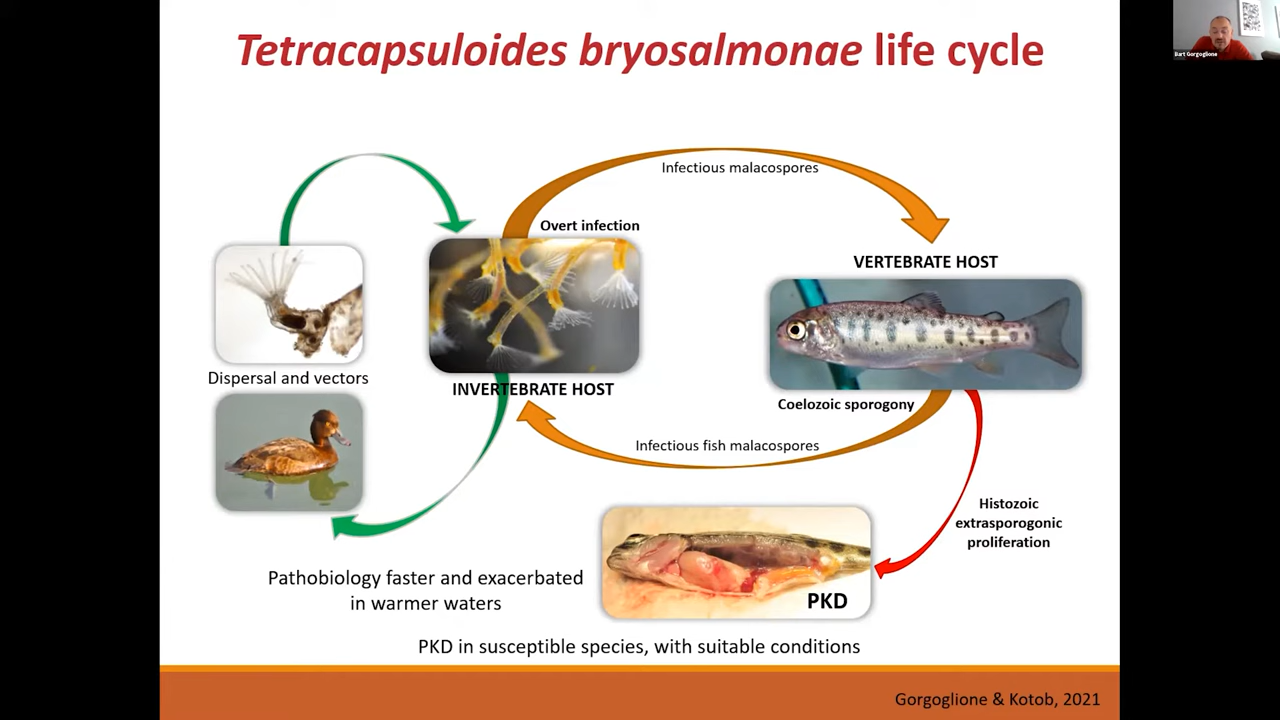 Tetracapsuloides bryosalmonae life cycle
Bart Gorgoglione
Infectious malacospores
Overt infection
VERTEBRATE HOST
Dispersal and vectors
INVERTEBRATE HOST
Coelozoic sporogony
Infectious fish malacospores
Histozoic
extrasporogonic
proliferation
Pathobiology faster and exacerbated
in warmer waters
PKD
PKD in susceptible species, with suitable conditions
Gorgoglione & Kotob, 2021